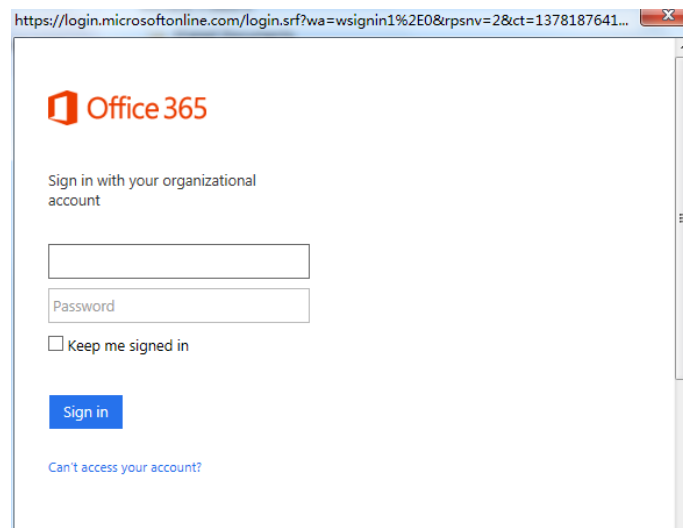 https://login.microsoftonline.com/login.srf?wa=wsignin1%2E0&rpsnv=2&ct=1378187641...
Office 365
Sign in with your organizational
account
Password
Keep me signed in
Sign in
Can't access your account?